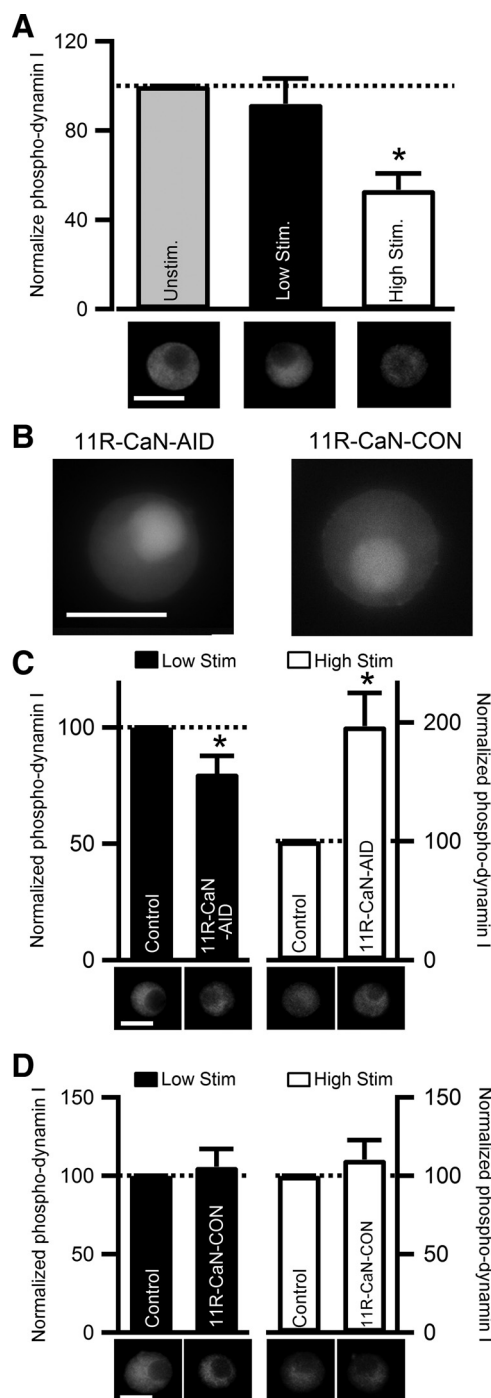 A
120
80
40
0
Normalize phospho-dynamin I
Unstim.
Low Stim.
High Stim.
*
B
11R-CaN-AID
11R-CaN-CON
C
Low Stim
High Stim
Normalized phospho-dynamin I
100
50
0
Control
11R-CaN
-AID
*
Control
11R-CaN-AID
*
200
100
0
Normalized phospho-dynamin I
D
Low Stim
High Stim
Normalized phospho-dynamin I
150
100
50
0
Control
11R-CaN-CON
Control
11R-CaN-CON
150
100
50
0
Normalized phospho-dynamin I